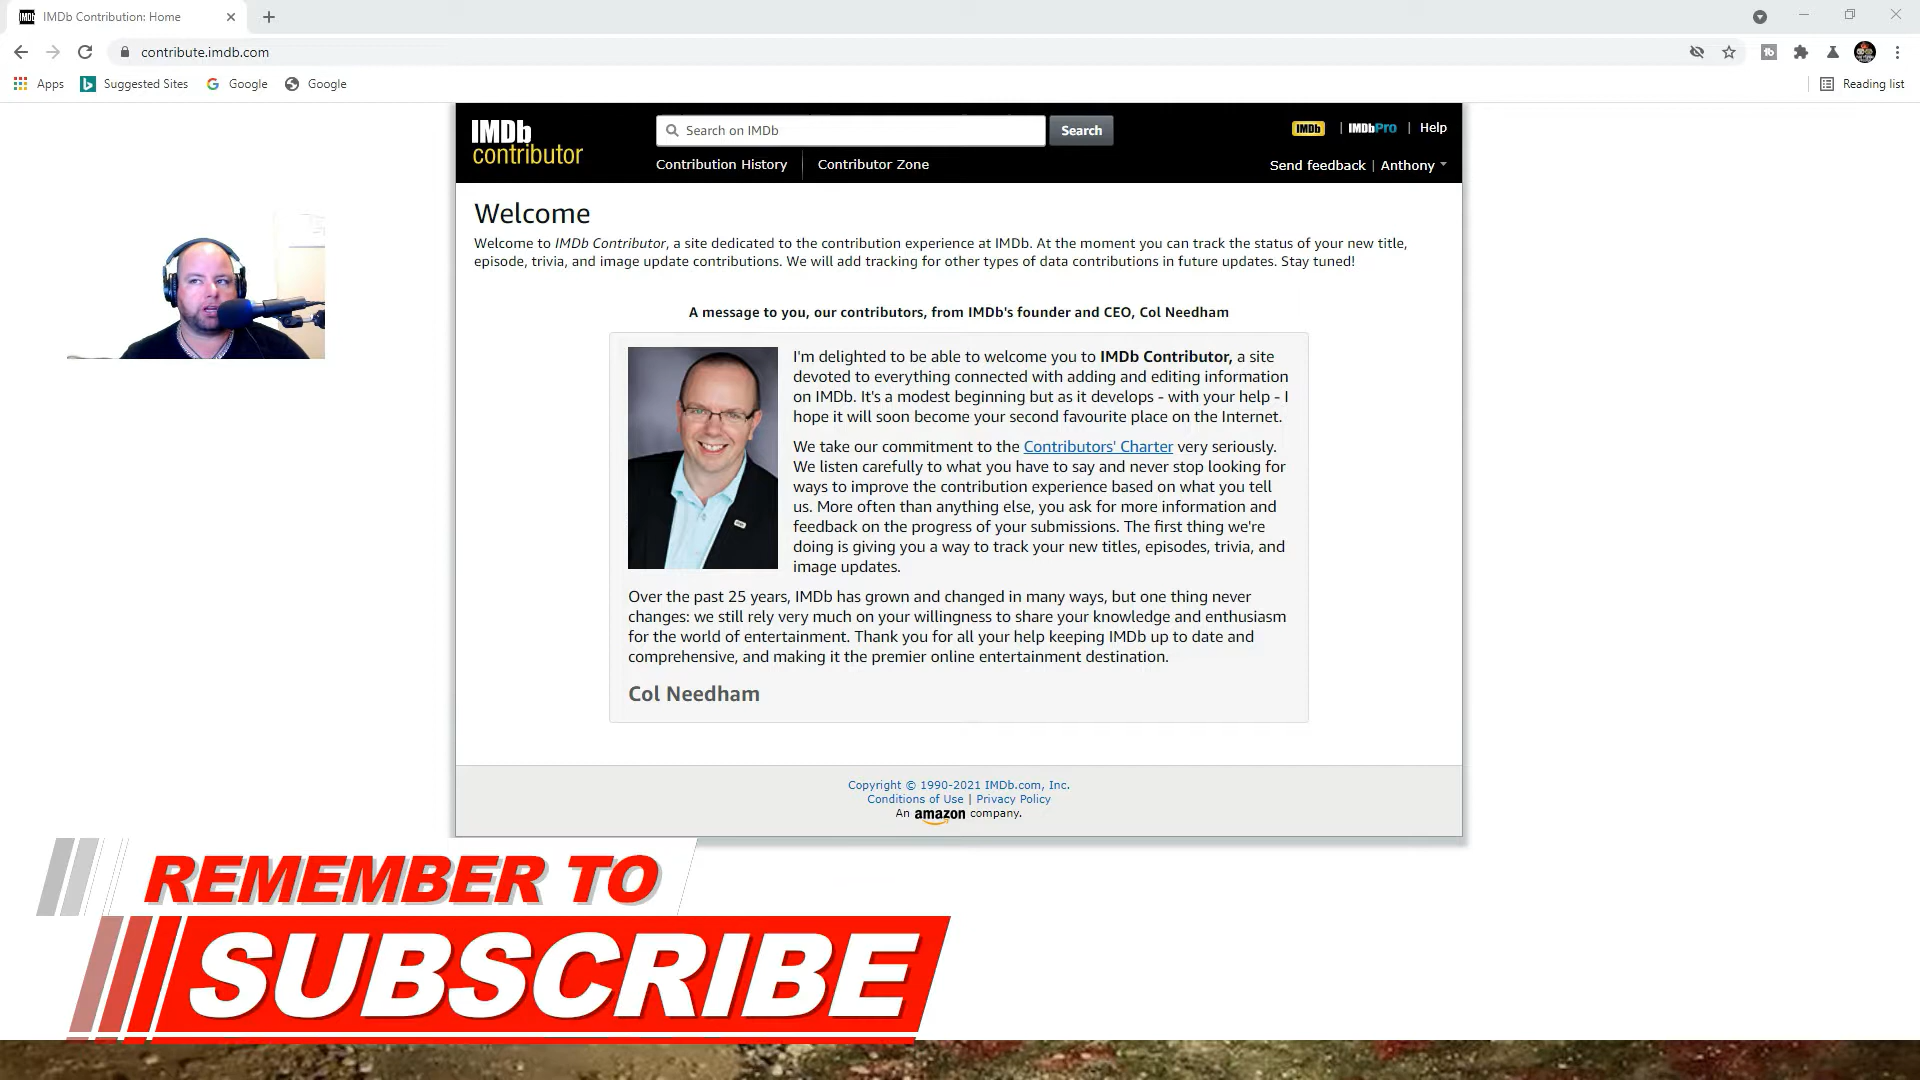 IMDb Contribution: Home
contribute.imdb.com
Apps Suggested Sites Google Google Reading list
IMDb contributor
Search on IMDb Search
IMDb | IMDbPro | Help
Contribution History Contributor Zone
Send feedback | Anthony
Welcome
Welcome to IMDb Contributor, a site dedicated to the contribution experience at IMDb. At the moment you can track the status of your new title,
episode, trivia, and image update contributions. We will add tracking for other types of data contributions in future updates. Stay tuned!
A message to you, our contributors, from IMDb's founder and CEO, Col Needham
I'm delighted to be able to welcome you to IMDb Contributor, a site
devoted to everything connected with adding and editing information
on IMDb. It's a modest beginning but as it develops - with your help - I
hope it will soon become your second favourite place on the Internet.
We take our commitment to the Contributors' Charter very seriously.
We listen carefully to what you have to say and never stop looking for
ways to improve the contribution experience based on what you tell
us. More often than anything else, you ask for more information and
feedback on the progress of your submissions. The first thing we're
doing is giving you a way to track your new titles, episodes, trivia, and
image updates.
Over the past 25 years, IMDb has grown and changed in many ways, but one thing never
changes: we still rely very much on your willingness to share your knowledge and enthusiasm
for the world of entertainment. Thank you for all your help keeping IMDb up to date and
comprehensive, and making it the premier online entertainment destination.
Col Needham
Copyright © 1990-2021 IMDb.com, Inc.
Conditions of Use | Privacy Policy
An amazon company.
REMEMBER TO
SUBSCRIBE